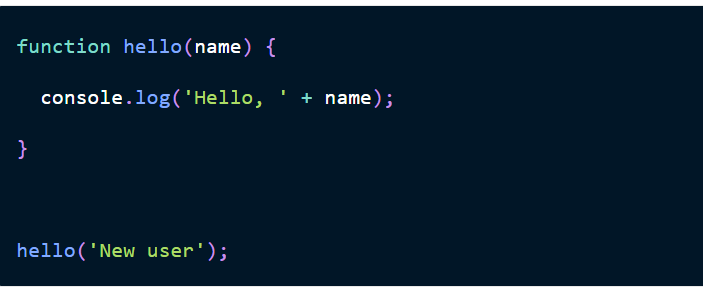 function hello(name) {
  console.log('Hello, ' + name);
}
hello('New user');